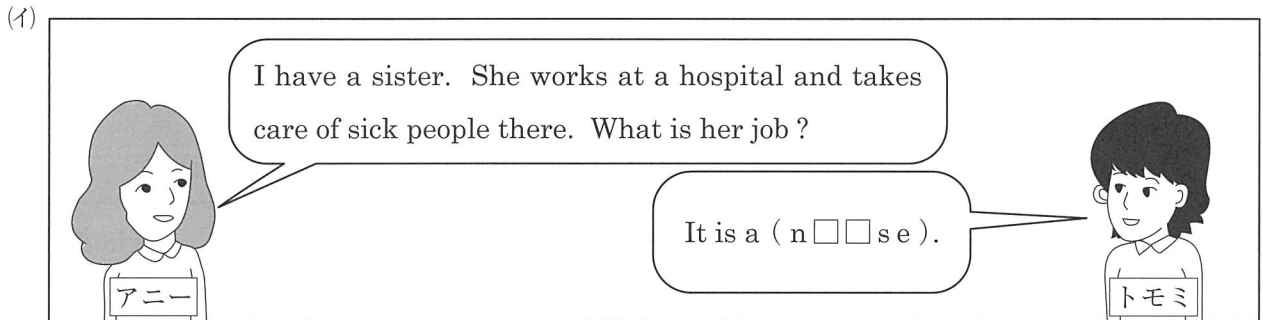 (イ)
I have a sister. She works at a hospital and takes
care of sick people there. What is her job ?
It is a ( n□□s e ).
アニー
トモミ